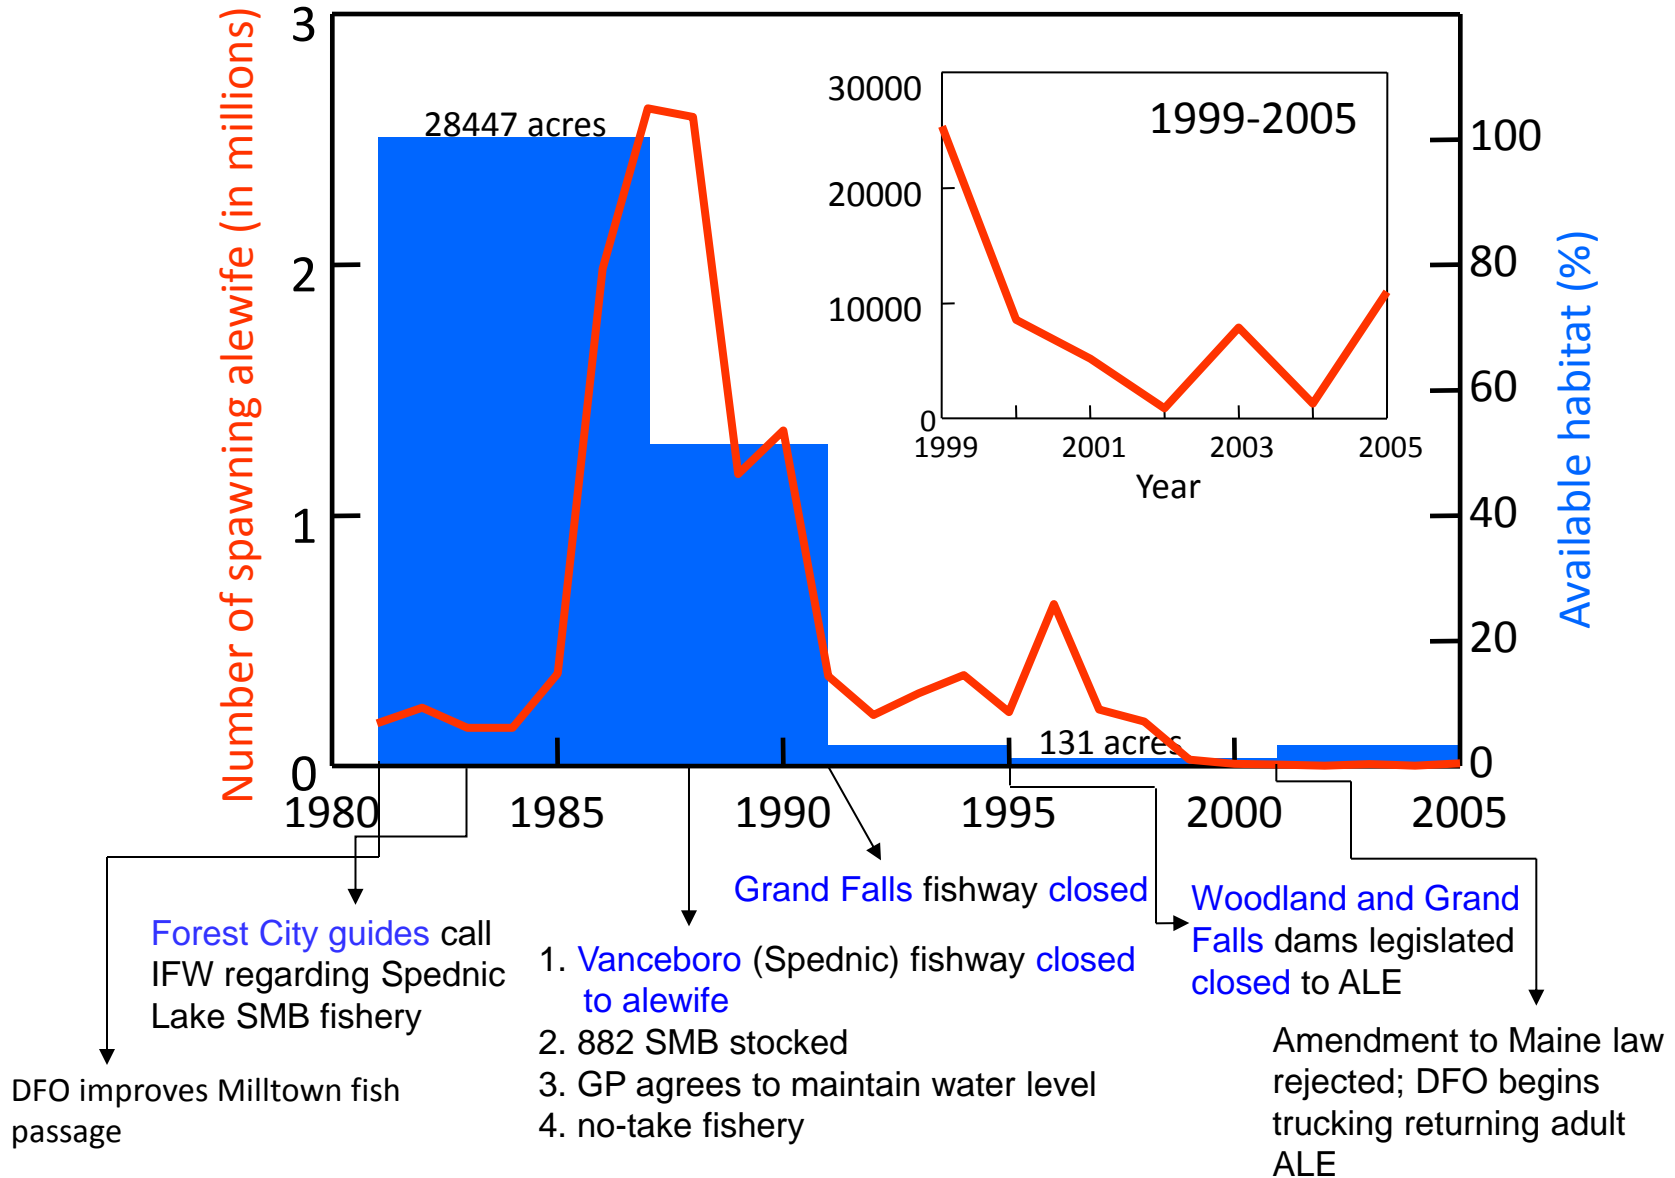 Number of spawning alewife (in millions)
3
2
1
0
28447 acres
131 acres
1980
1985
1990
1995
2000
2005
100
80
60
40
20
0
Available habitat (%)
1999-2005
30000
20000
10000
0
1999
2001
2003
2005
Year
DFO improves Milltown fish
passage
Forest City guides call
IFW regarding Spednic
Lake SMB fishery
1. Vanceboro (Spednic) fishway closed
to alewife
2. 882 SMB stocked
3. GP agrees to maintain water level
4. no-take fishery
Grand Falls fishway closed
Woodland and Grand
Falls dams legislated
closed to ALE
Amendment to Maine law
rejected; DFO begins
trucking returning adult
ALE